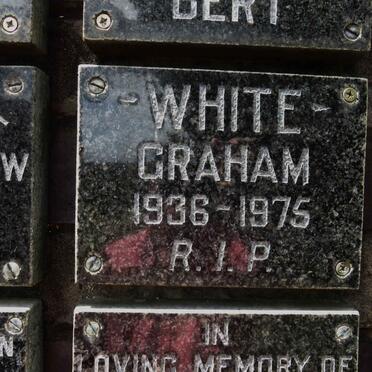 BERT
- WHITE -
GRAHAM
1936-1975
R.I.P.
W
IN
LOVING MEMORY OF
N